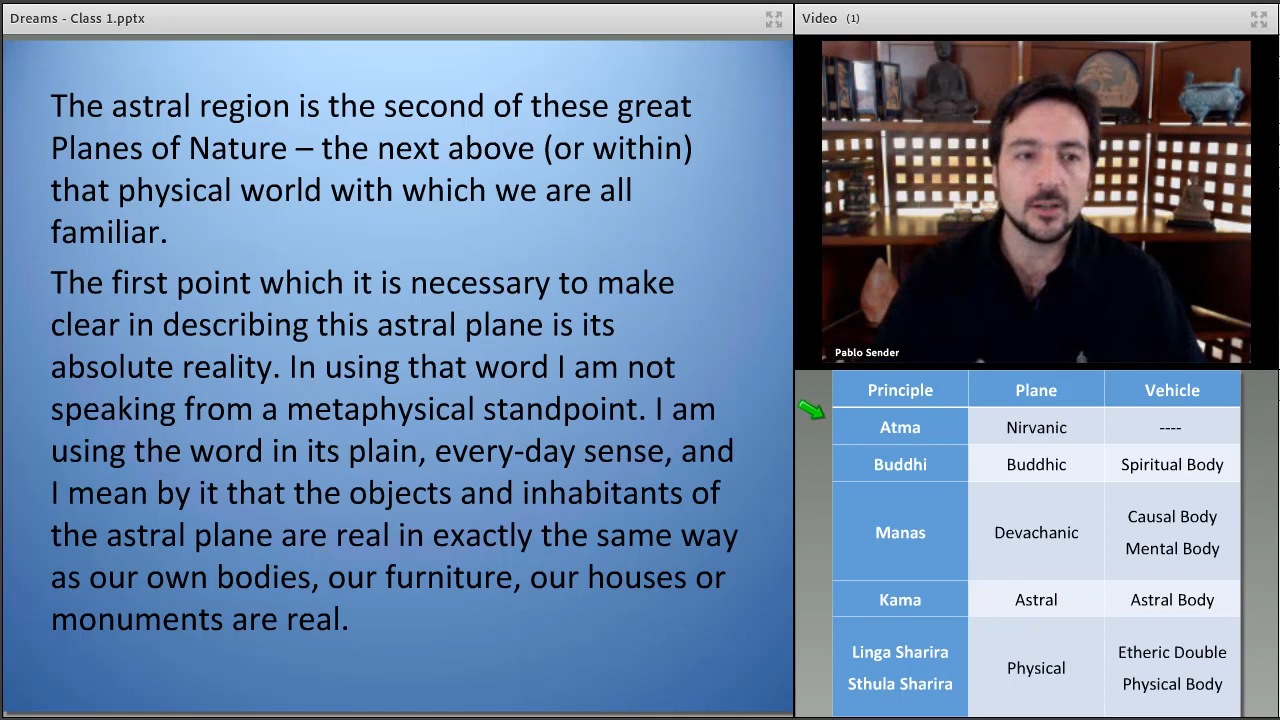 Dreams - Class 1.pptx
The astral region is the second of these great
Planes of Nature – the next above (or within)
that physical world with which we are all
familiar.
The first point which it is necessary to make
clear in describing this astral plane is its
absolute reality. In using that word I am not
speaking from a metaphysical standpoint. I am
using the word in its plain, every-day sense, and
I mean by it that the objects and inhabitants of
the astral plane are real in exactly the same way
as our own bodies, our furniture, our houses or
monuments are real.
Video (1)
Pablo Sender
Principle Plane Vehicle
Atma Nirvanic ----
Buddhi Buddhic Spiritual Body
Manas Devachanic Causal Body
Mental Body
Kama Astral Astral Body
Linga Sharira Physical Etheric Double
Sthula Sharira Physical Body